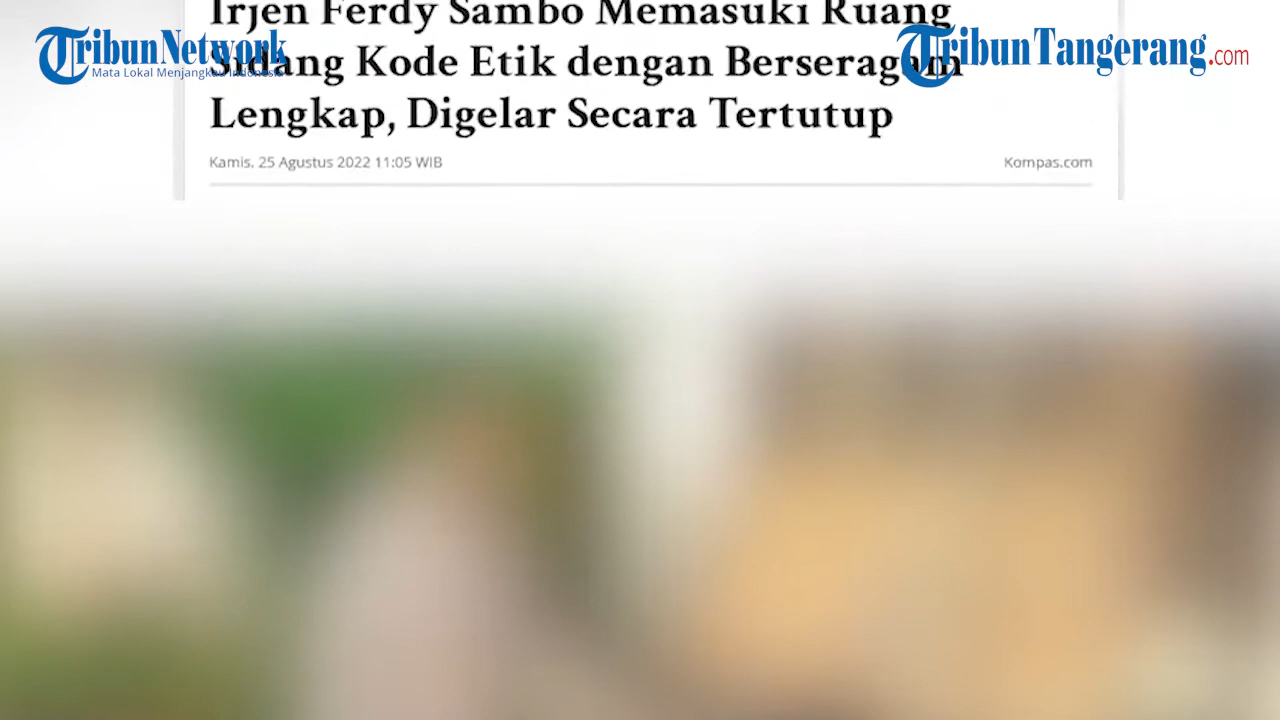 Irjen Ferdy Sambo Memasuki Ruang
TribunNetwork
Mata Lokal Menjangkau Indonesia
TribunTangerang.com
Sidang Kode Etik dengan Berseragam
Lengkap, Digelar Secara Tertutup
Kamis, 25 Agustus 2022 11:05 WIB
Kompas.com